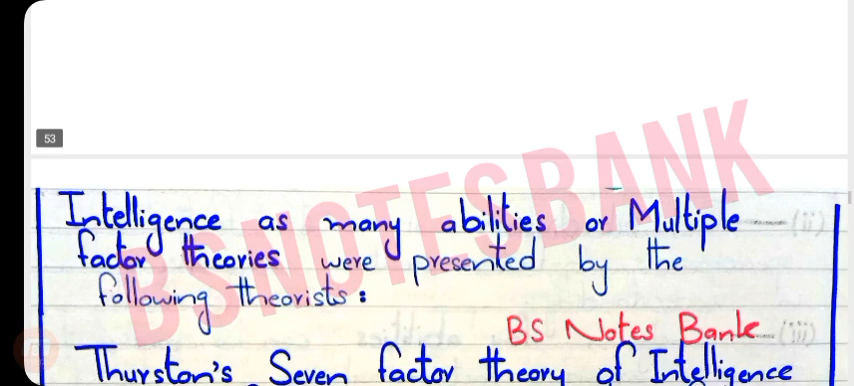 53
BSNOTESBANK
Intelligence as many abilities or Multiple
factor theories were presented by the
following theorists :
BS Notes Bank
Thurston's Seven factor theory of Intelligence